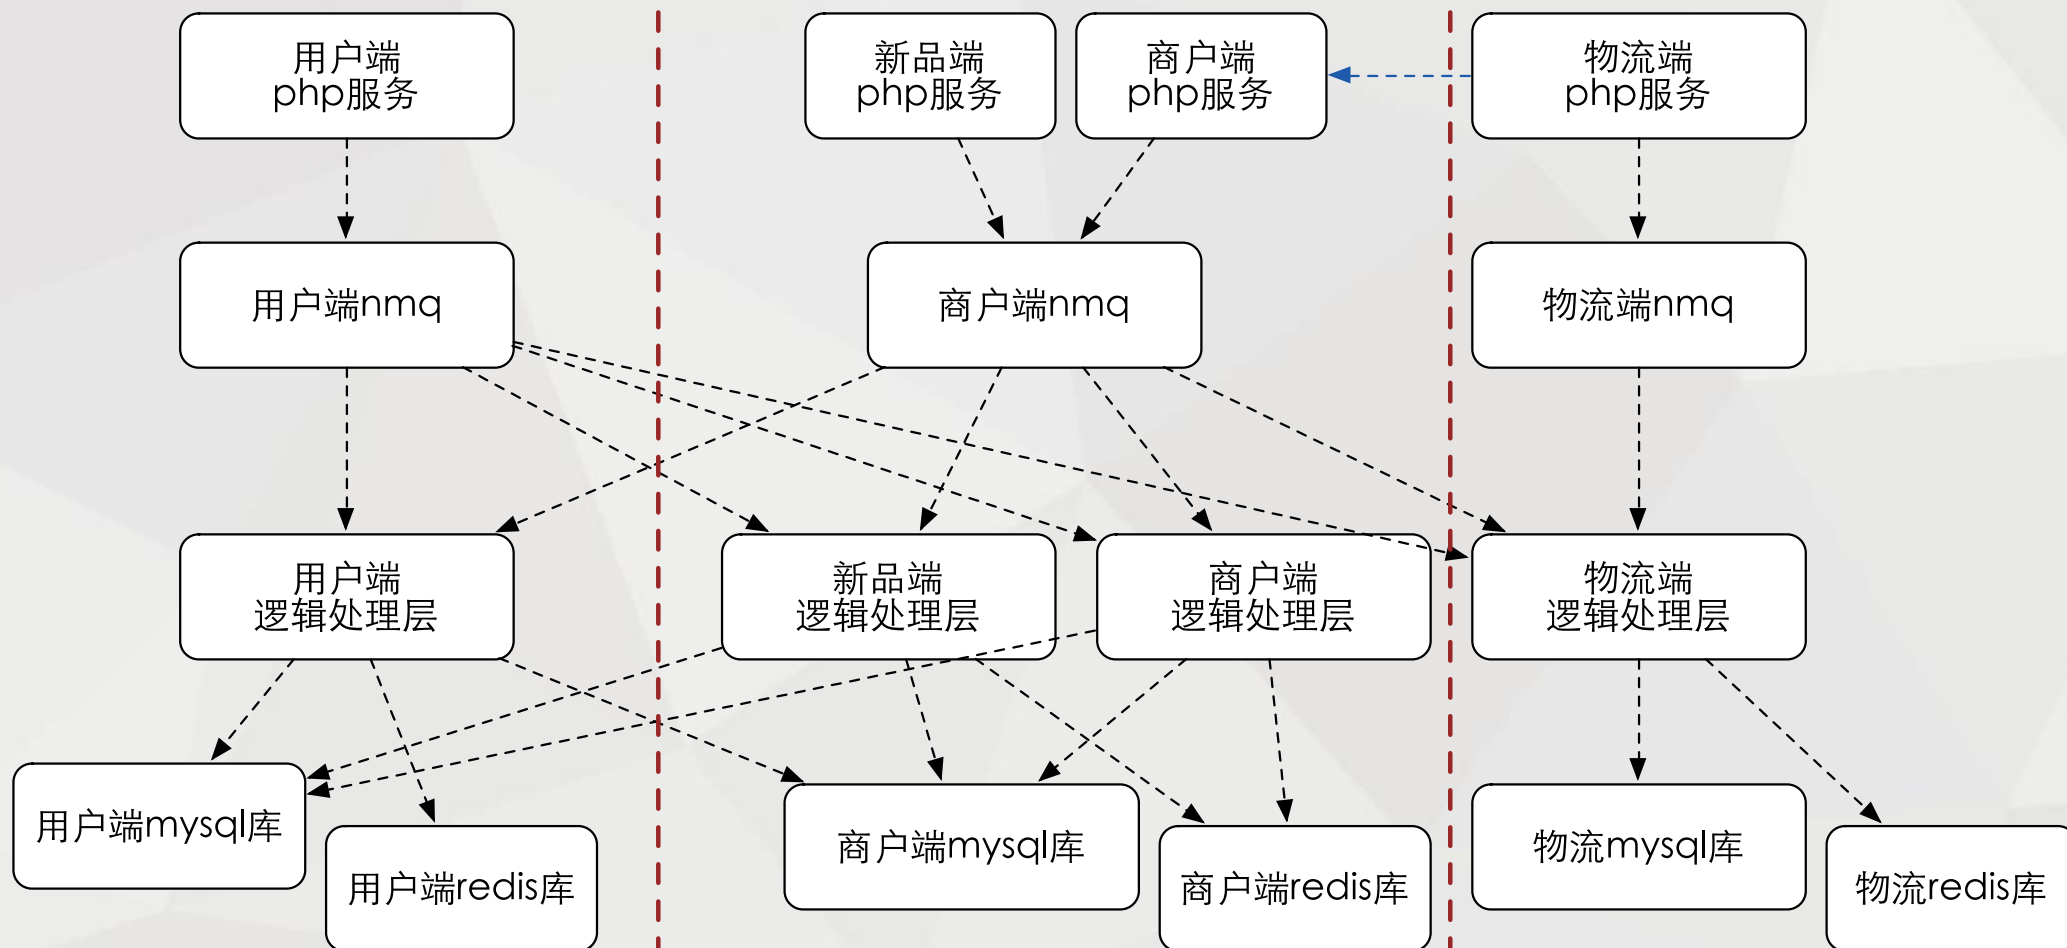 用户端
php服务
新品端
php服务
商户端
php服务
物流端
php服务
用户端nmq
商户端nmq
物流端nmq
用户端
逻辑处理层
新品端
逻辑处理层
商户端
逻辑处理层
物流端
逻辑处理层
用户端mysql库
用户端redis库
商户端mysql库
商户端redis库
物流mysql库
物流redis库